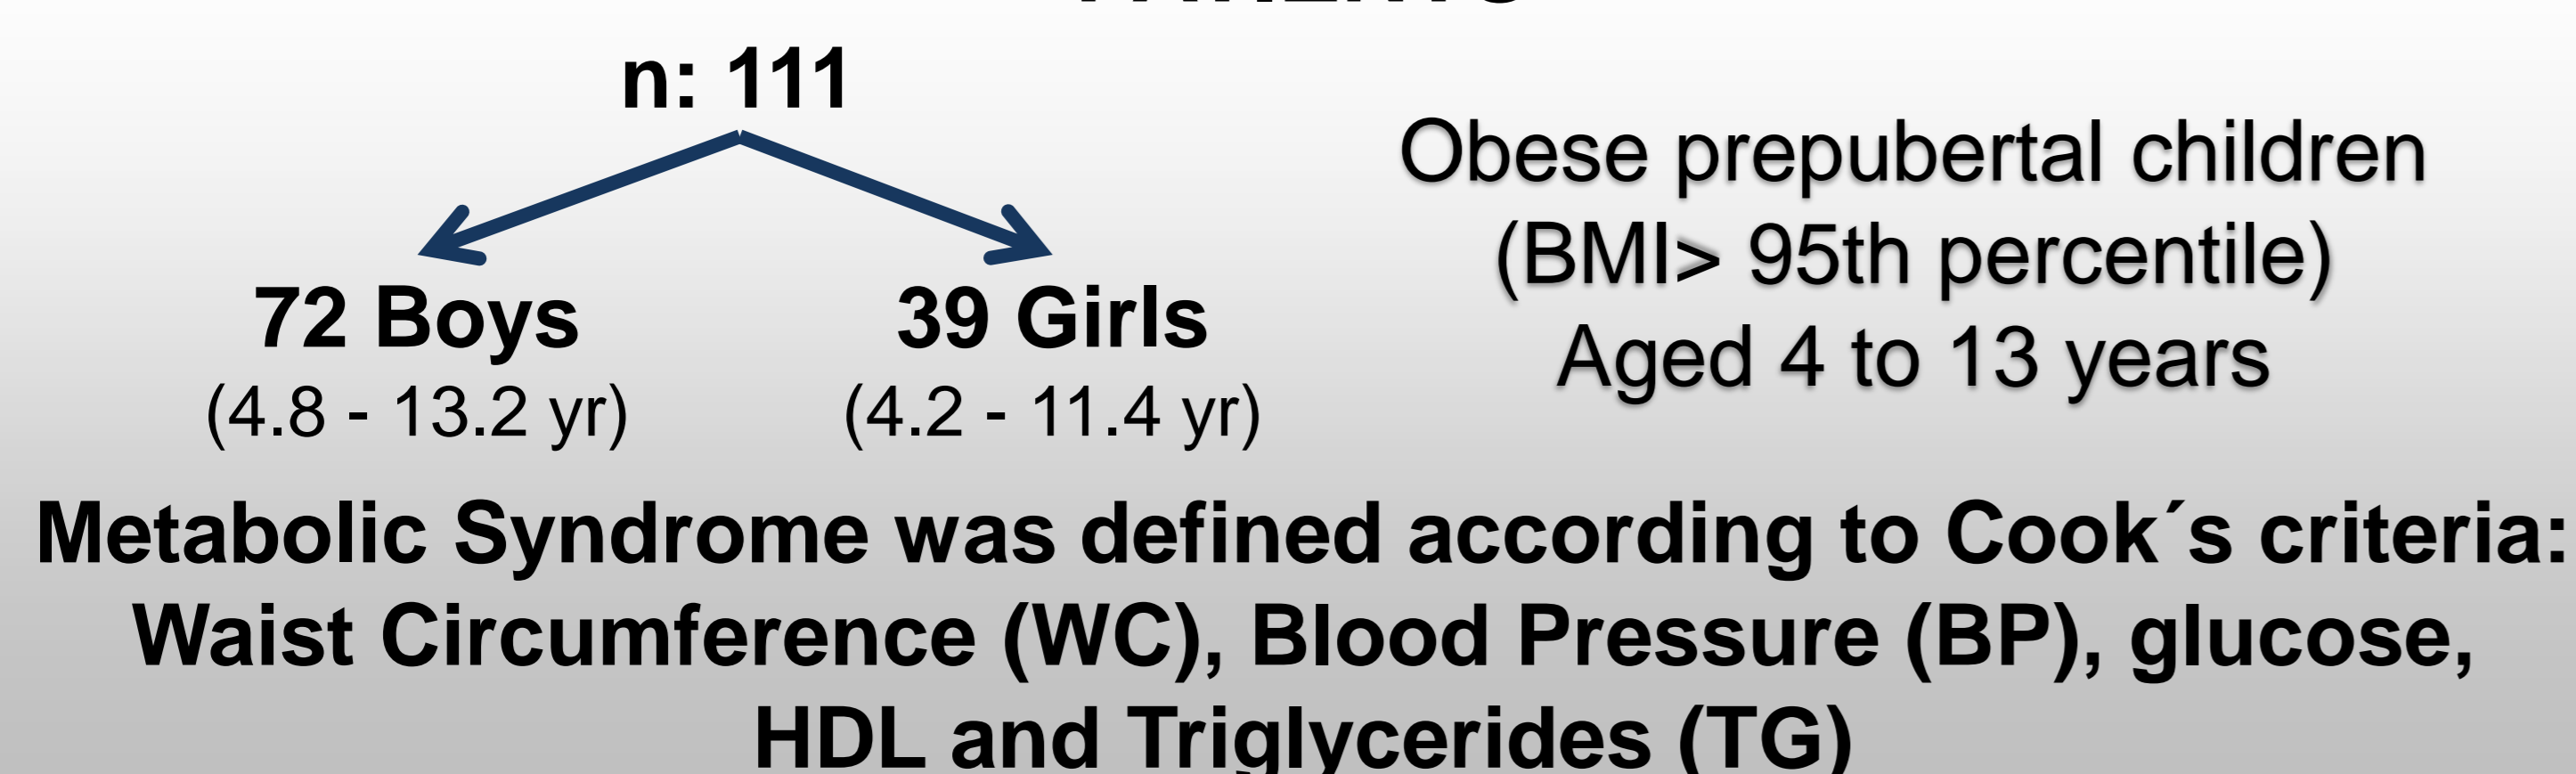 n: 111
72 Boys
39 Girls
(4.8 - 13.2 yr)
(4.2 - 11.4 yr)
Obese prepubertal children
(BMI> 95th percentile)
Aged 4 to 13 years
Metabolic Syndrome was defined according to Cook´s criteria:
Waist Circumference (WC), Blood Pressure (BP), glucose,
HDL and Triglycerides (TG)